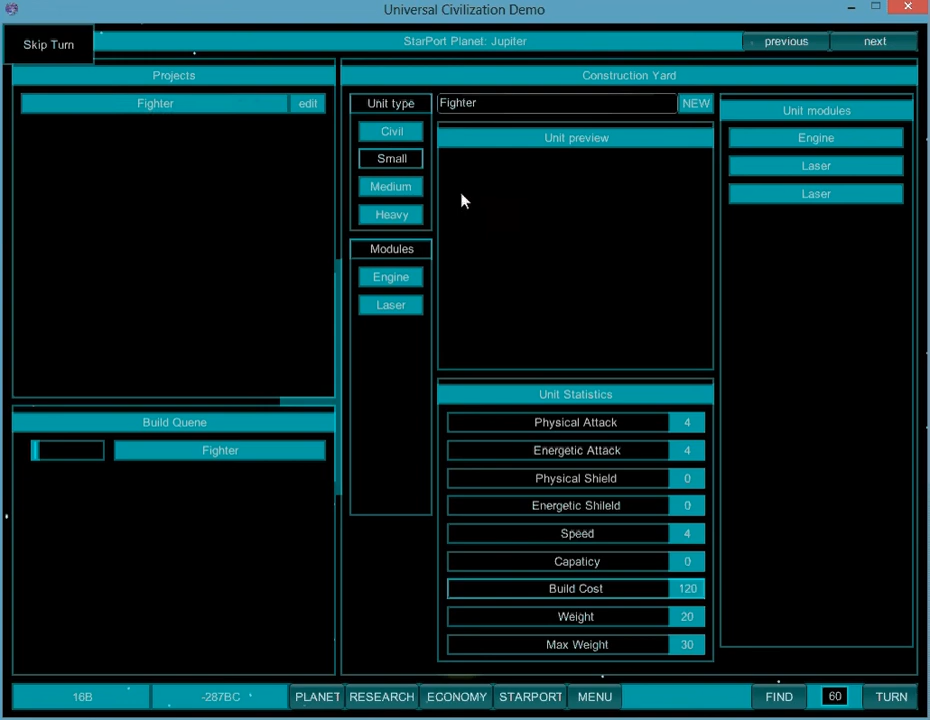 Universal Civilization Demo
Skip Turn
StarPort Planet: Jupiter
previous
next
Projects
Fighter
edit
Build Quene
Fighter
Construction Yard
Unit type
Civil
Small
Medium
Heavy
Modules
Engine
Laser
Fighter
NEW
Unit preview
Unit Statistics
Physical Attack 4
Energetic Attack 4
Physical Shield 0
Energetic Shileld 0
Speed 4
Capaticy 0
Build Cost 120
Weight 20
Max Weight 30
Unit modules
Engine
Laser
Laser
16B
-287BC
PLANET
RESEARCH
ECONOMY
STARPORT
MENU
FIND
60
TURN